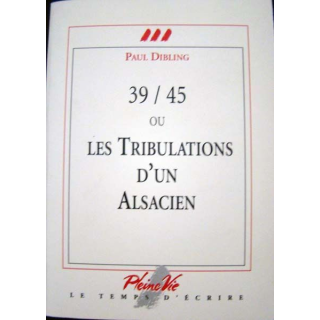 PAUL DIBLING
39 / 45
OU
LES TRIBULATIONS
D'UN
ALSACIEN
Pleine Vie
LE TEMPS D'ÉCRIRE